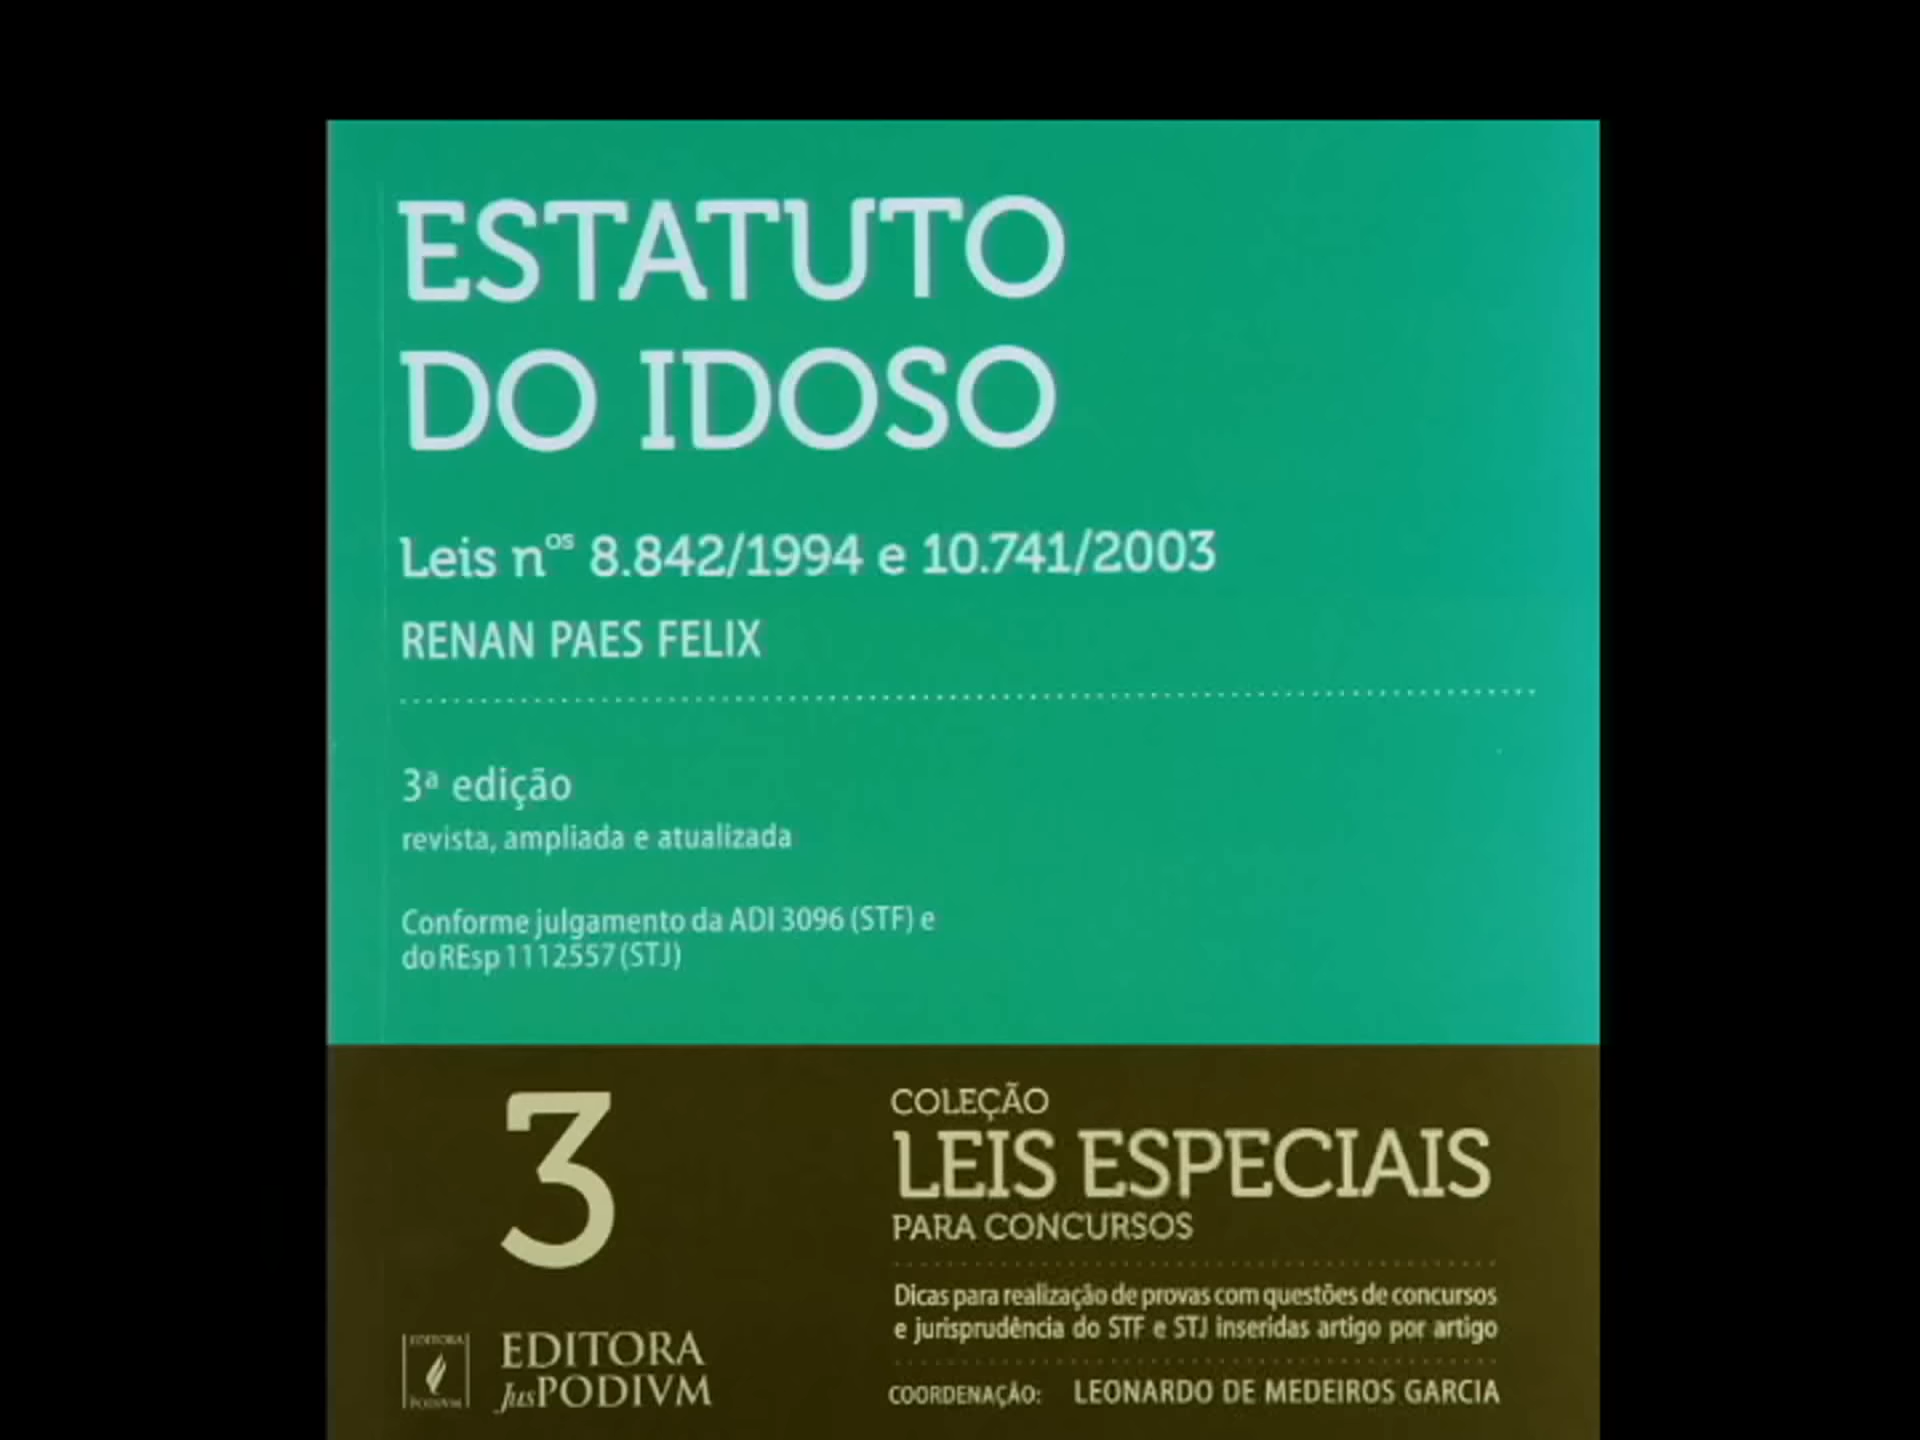 ESTATUTO
DO IDOSO
Leis nos 8.842/1994 e 10.741/2003
RENAN PAES FELIX
3ª edição
revista, ampliada e atualizada
Conforme julgamento da ADI 3096 (STF) e
do REsp 1112557 (STJ)
3
COLEÇÃO
LEIS ESPECIAIS
PARA CONCURSOS
Dicas para realização de provas com questões de concursos
e jurisprudência do STF e STJ inseridas artigo por artigo
COORDENAÇÃO: LEONARDO DE MEDEIROS GARCIA
EDITORA
PODIVM
EDITORA
JusPODIVM